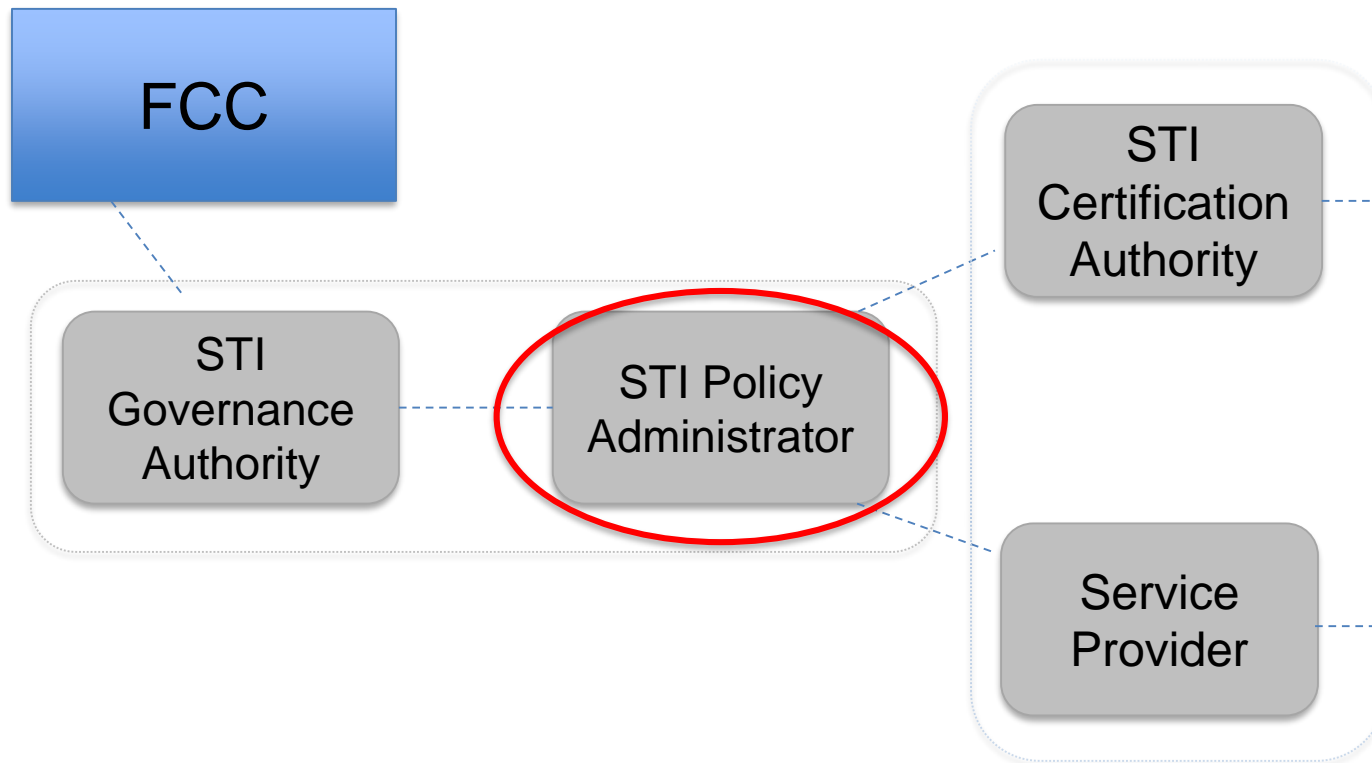 FCC
STI
Certification
Authority
STI
Governance
Authority
STI Policy
Administrator
Service
Provider